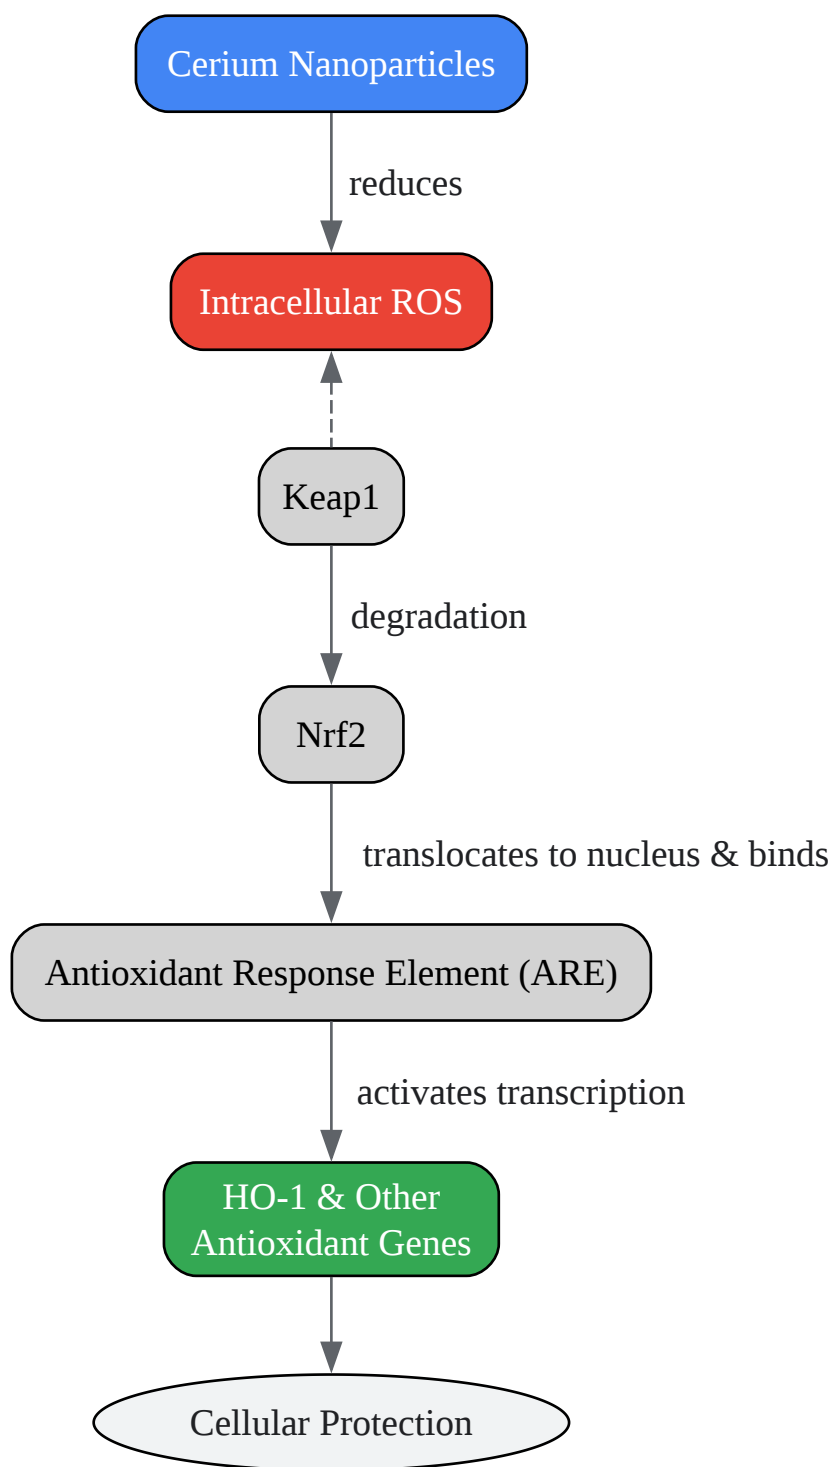 Cerium Nanoparticles
reduces
Intracellular ROS
Keap1
degradation
Nrf2
translocates to nucleus & binds
Antioxidant Response Element (ARE)
activates transcription
HO-1 & Other
Antioxidant Genes
Cellular Protection